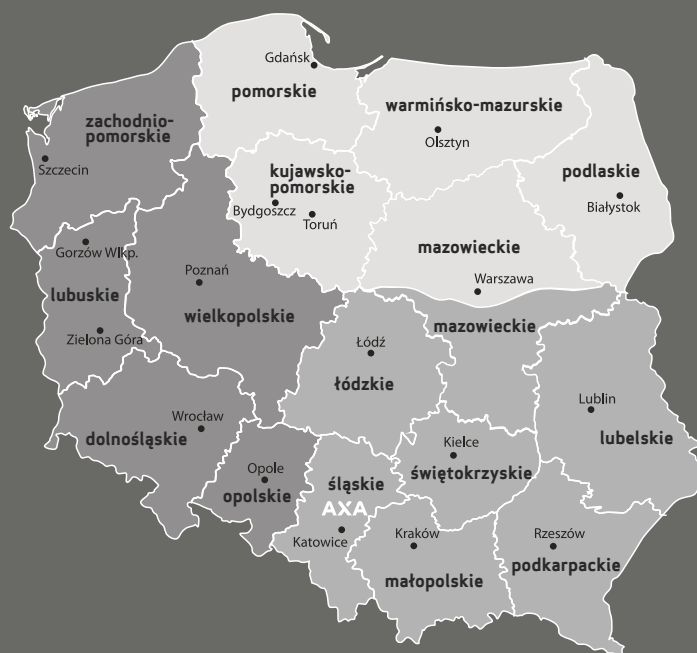 Gdańsk
pomorskie
warmińsko-mazurskie
Olsztyn
zachodnio-
pomorskie
Szczecin
kujawsko-
pomorskie
Bydgoszcz
Toruń
podlaskie
Białystok
mazowieckie
Warszawa
Gorzów Wlkp.
lubuskie
Zielona Góra
Poznań
wielkopolskie
mazowieckie
Łódź
łódzkie
Lublin
lubelskie
Wrocław
dolnośląskie
Opole
opolskie
śląskie
AXA
Katowice
Kielce
świętokrzyskie
Kraków
małopolskie
Rzeszów
podkarpackie